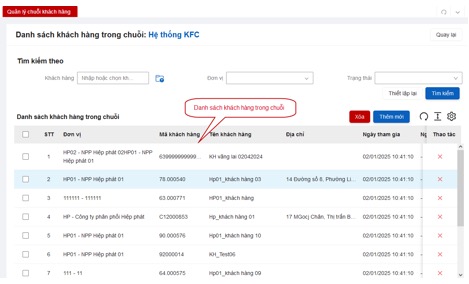 Quản lý chuỗi khách hàng
Danh sách khách hàng trong chuỗi: Hệ thống KFC
Quay lại
Tìm kiếm theo
Khách hàng
Nhập hoặc chọn kh...
Đơn vị
Trạng thái
Thiết lập lại
Tìm kiếm
Danh sách khách hàng trong chuỗi
Danh sách khách hàng trong chuỗi
Xóa
Thêm mới
STT Đơn vị Mã khách hàng Tên khách hàng Địa chỉ Ngày tham gia Thao tác
1 HP02 - NPP Hiệp phát 02HP01 - NPP Hiệp phát 01 639999999999... KH vãng lai 02042024 02/01/2025 10:41:10
2 HP01 - NPP Hiệp phát 01 78.000540 Hp01_khách hàng 03 14 Đường số 8, Phường Li... 02/01/2025 10:41:10
3 111111 - 111111 63.000771 HP01_khách hàng 02/01/2025 10:41:10
4 HP - Công ty phân phối Hiệp phát C12000853 Hp_khách hàng 01 17 MGócj Chân, Thị trấn B... 02/01/2025 10:41:10
5 HP01 - NPP Hiệp phát 01 90.000576 Hp01_khách hàng 10 02/01/2025 10:41:10
6 HP01 - NPP Hiệp phát 01 92000014 KH_Test06 02/01/2025 10:41:10
7 111 - 11 64.000575 Hp01_khách hàng 09 02/01/2025 10:41:10